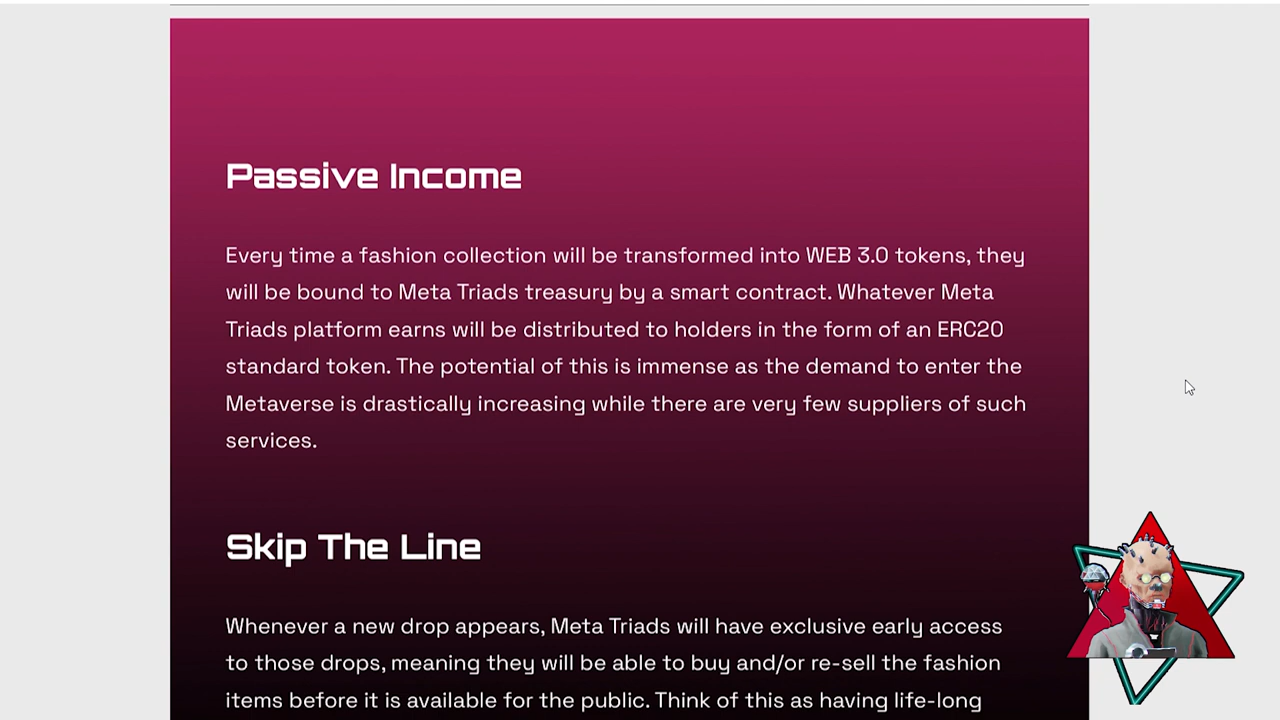 Passive Income
Every time a fashion collection will be transformed into WEB 3.0 tokens, they
will be bound to Meta Triads treasury by a smart contract. Whatever Meta
Triads platform earns will be distributed to holders in the form of an ERC20
standard token. The potential of this is immense as the demand to enter the
Metaverse is drastically increasing while there are very few suppliers of such
services.
Skip The Line
Whenever a new drop appears, Meta Triads will have exclusive early access
to those drops, meaning they will be able to buy and/or re-sell the fashion
items before it is available for the public. Think of this as having life-long